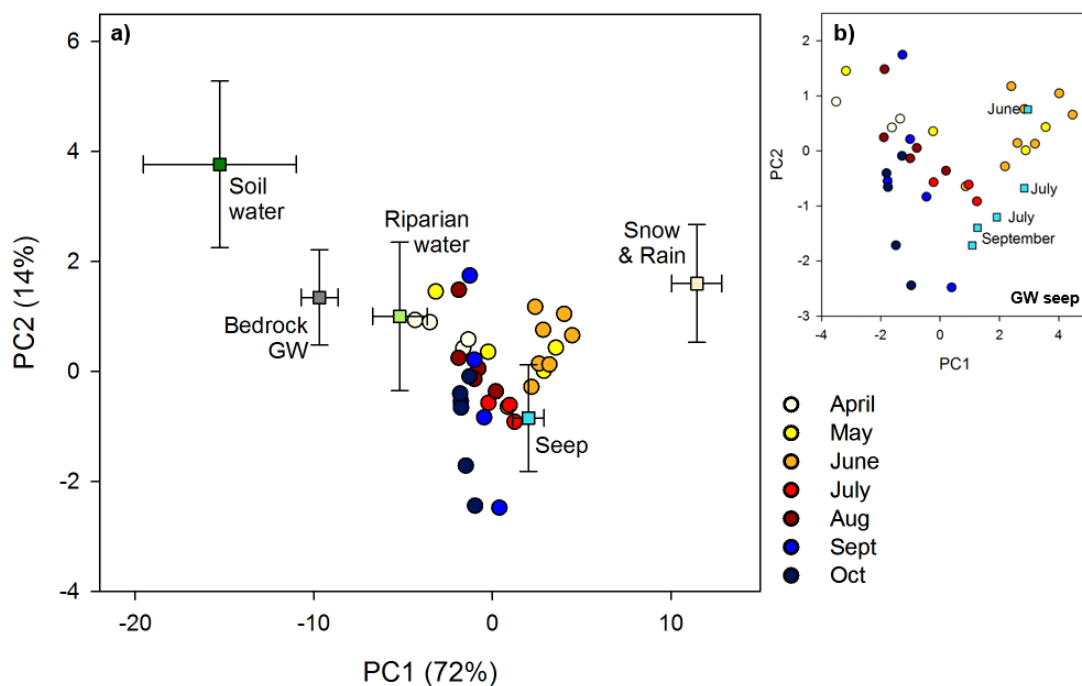 a)
6
4
2
0
-2
-4
-20
-10
0
10
PC2 (14%)
PC1 (72%)
Soil
water
Bedrock
GW
Riparian
water
Snow
& Rain
Seep
b)
2
1
0
-1
-2
-3
-4
-2
0
2
4
PC2
PC1
June
July
July
September
GW seep
April
May
June
July
Aug
Sept
Oct